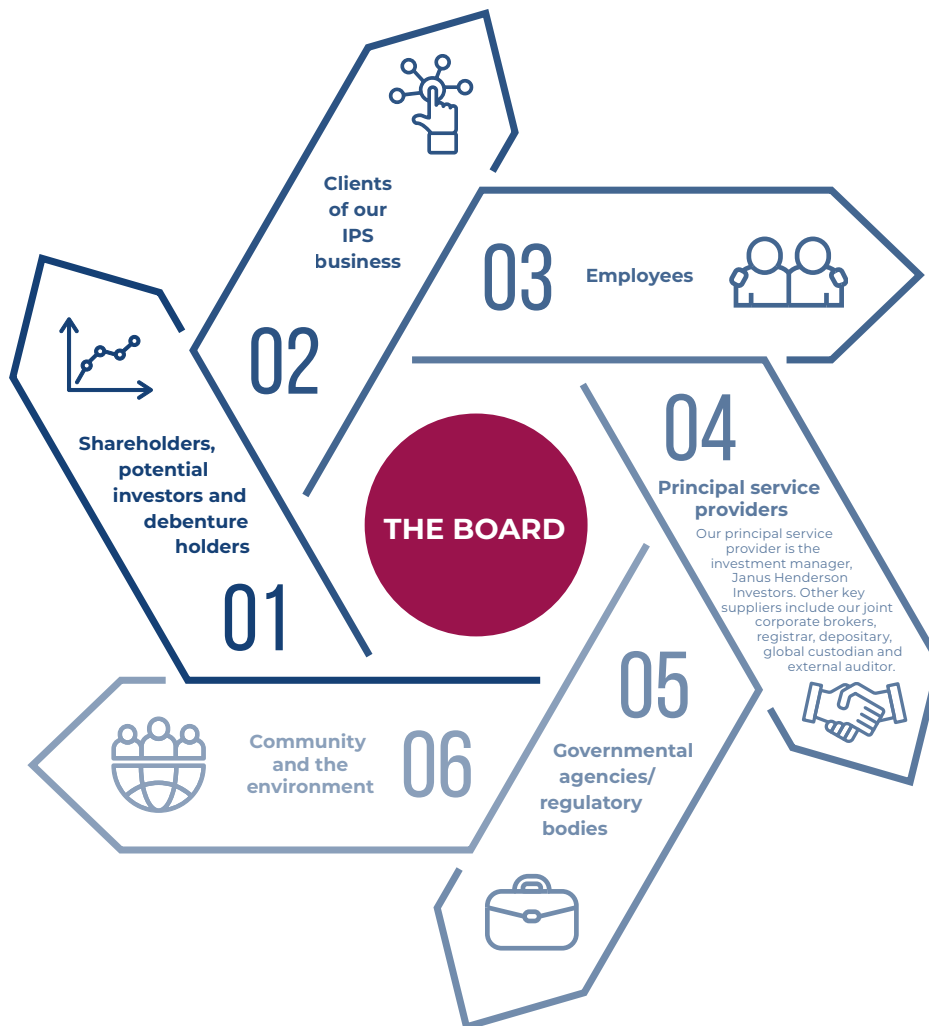 Shareholders,
potential
investors and
debenture
holders
01
Clients
of our
IPS
business
02
03
Employees
04
Principal service
providers
Our principal service
provider is the
investment manager,
Janus Henderson
Investors. Other key
suppliers include our joint
corporate brokers,
registrar, depositary,
global custodian and
external auditor.
THE BOARD
05
Governmental
agencies/
regulatory
bodies
Community
and the
environment
06